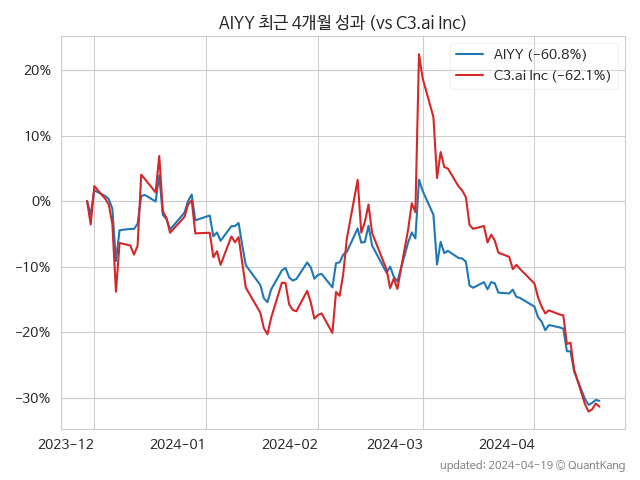 AIYY 최근 4개월 성과 (vs C3.ai Inc)
AIYY (−60.8%)
C3.ai Inc (−62.1%)
20%
10%
0%
−10%
−20%
−30%
2023−12
2024−01
2024−02
2024−03
2024−04
updated: 2024−04−19 © QuantKang